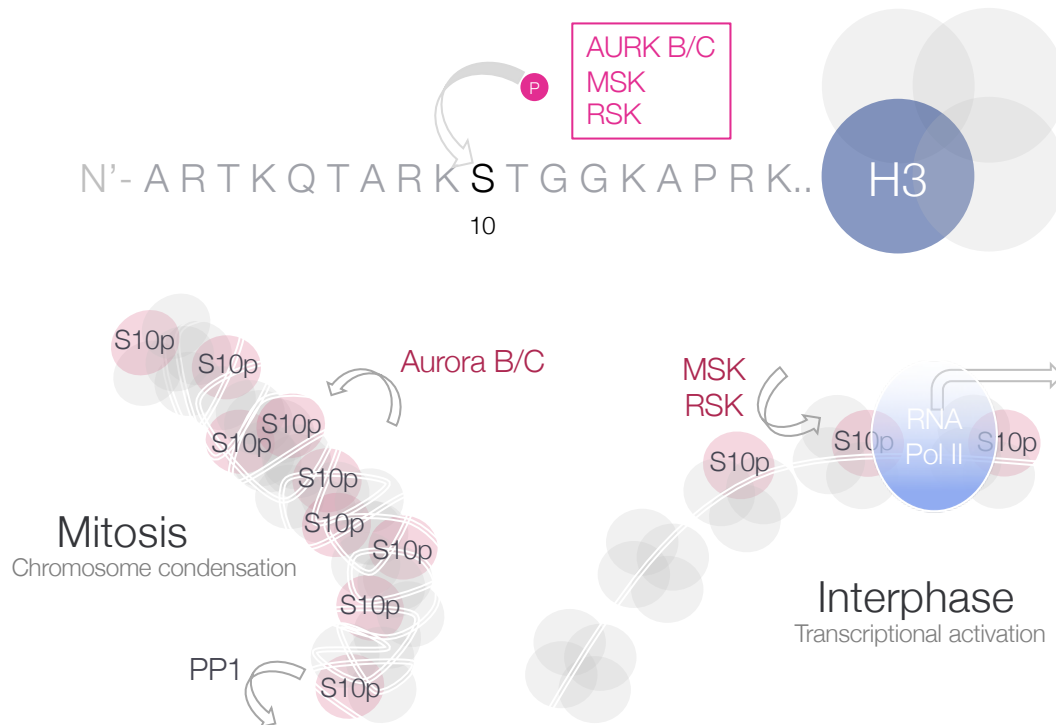 AURK B/C
MSK
RSK
P
N'- A R T K Q T A R K S T G G K A P R K..
10
H3
S10p
S10p
S10p
S10p
S10p
S10p
S10p
S10p
S10p
Aurora B/C
Mitosis
Chromosome condensation
PP1
MSK
RSK
S10p
S10p
RNA
Pol II
S10p
Interphase
Transcriptional activation